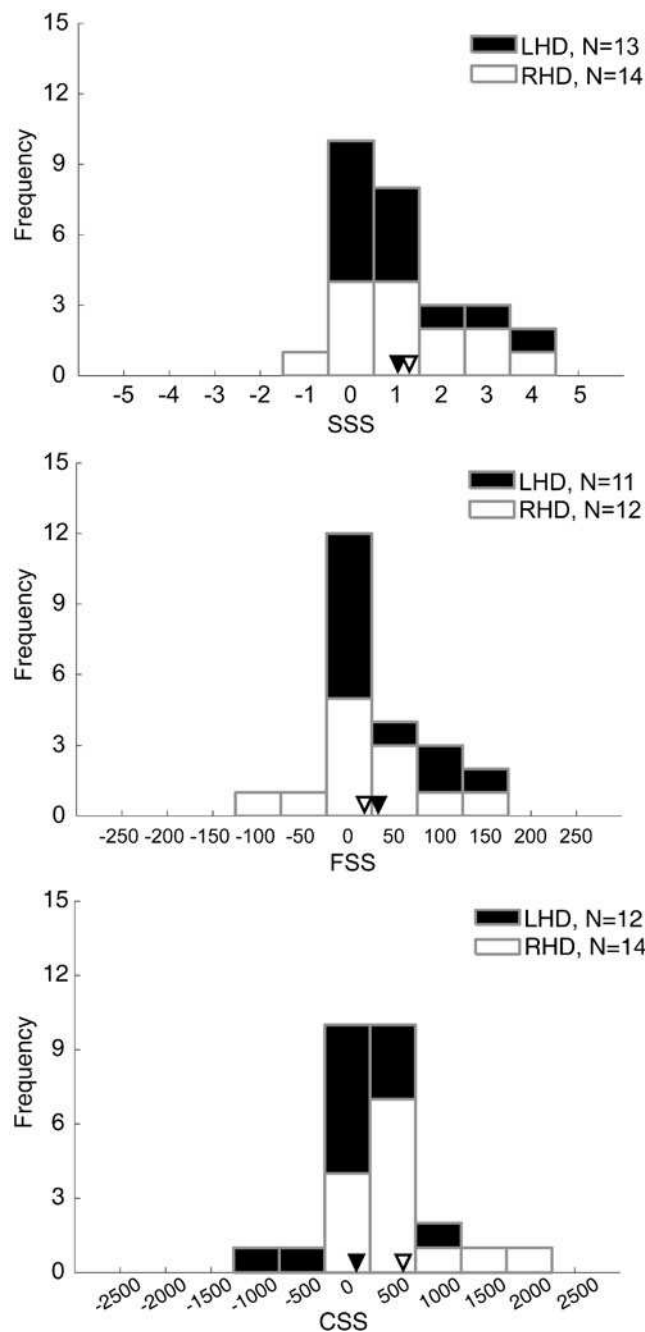 15
LHD, N=13
RHD, N=14
12
9
6
3
0
Frequency
-5 -4 -3 -2 -1 0 1 2 3 4 5
SSS
15
LHD, N=11
RHD, N=12
12
9
6
3
0
Frequency
-250 -200 -150 -100 -50 0 50 100 150 200 250
FSS
15
LHD, N=12
RHD, N=14
12
9
6
3
0
Frequency
-2500 -2000 -1500 -1000 -500 0 500 1000 1500 2000 2500
CSS